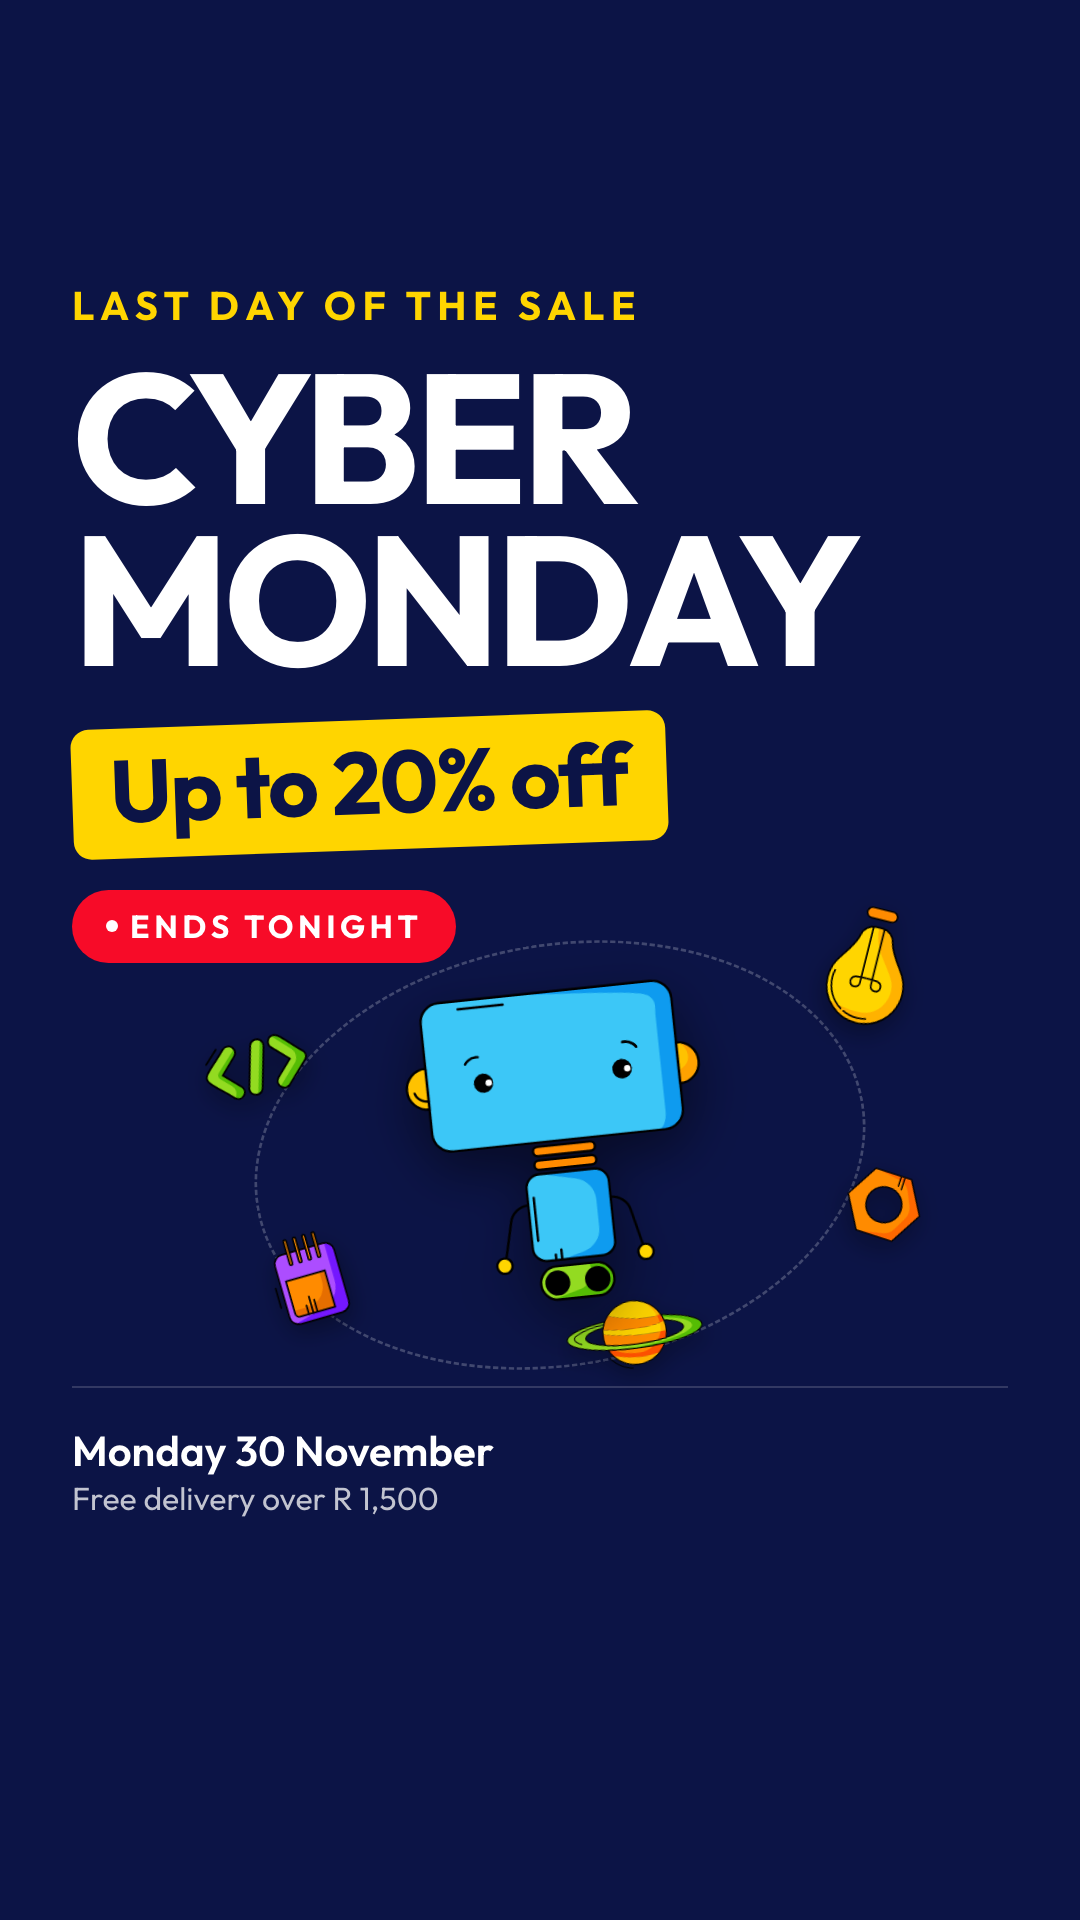 LAST DAY OF THE SALE
CYBER
MONDAY
Up to 20% off
• ENDS TONIGHT
Monday 30 November
Free delivery over R 1,500